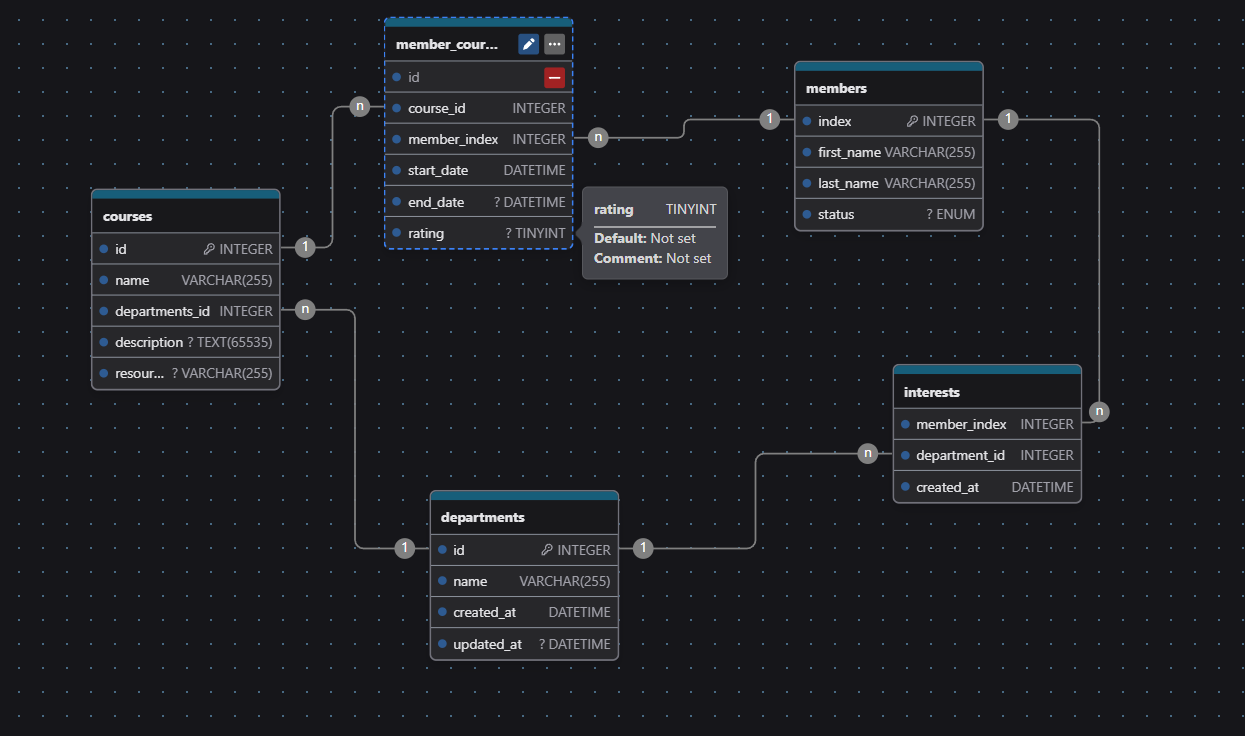 member_cour...
id
course_id INTEGER
member_index INTEGER
start_date DATETIME
end_date ? DATETIME
rating ? TINYINT
n
n
1
1
members
index INTEGER
first_name VARCHAR(255)
last_name VARCHAR(255)
status ? ENUM
rating TINYINT
Default: Not set
Comment: Not set
courses
id INTEGER
name VARCHAR(255)
departments_id INTEGER
description ? TEXT(65535)
resour... ? VARCHAR(255)
1
n
interests
member_index INTEGER
department_id INTEGER
created_at DATETIME
n
n
departments
id INTEGER
name VARCHAR(255)
created_at DATETIME
updated_at ? DATETIME
1
1